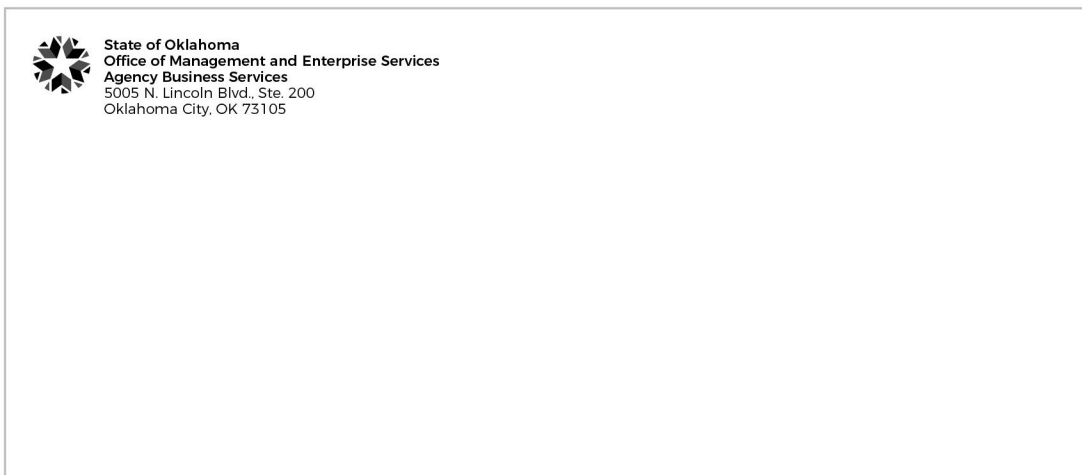 State of Oklahoma
Office of Management and Enterprise Services
Agency Business Services
5005 N. Lincoln Blvd., Ste. 200
Oklahoma City, OK 73105